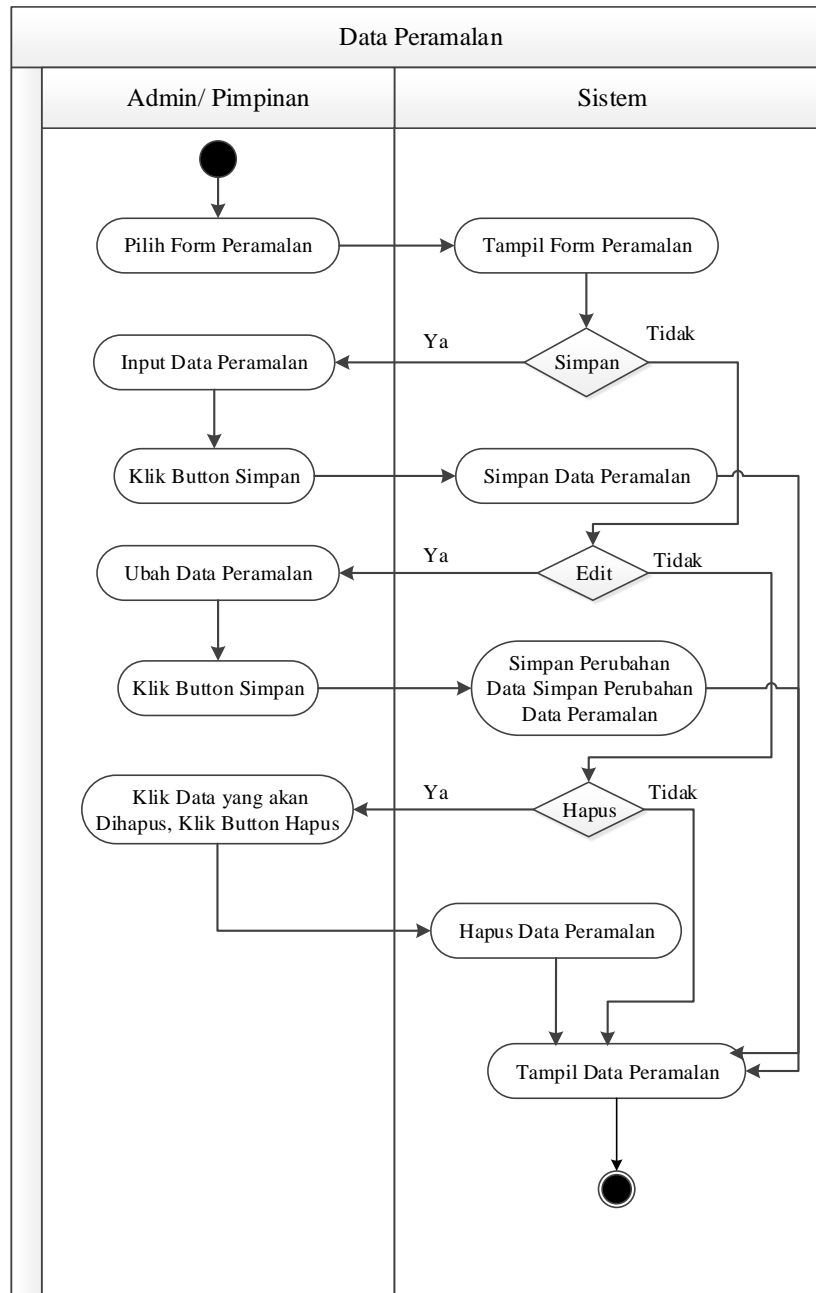 Data Peramalan
Admin/ Pimpinan
Sistem
Pilih Form Peramalan
Tampil Form Peramalan
Ya
Tidak
Input Data Peramalan
Simpan
Klik Button Simpan
Simpan Data Peramalan
Ya
Tidak
Ubah Data Peramalan
Edit
Klik Button Simpan
Simpan Perubahan
Data Simpan Perubahan
Data Peramalan
Klik Data yang akan
Dihapus, Klik Button Hapus
Ya
Tidak
Hapus
Hapus Data Peramalan
Tampil Data Peramalan